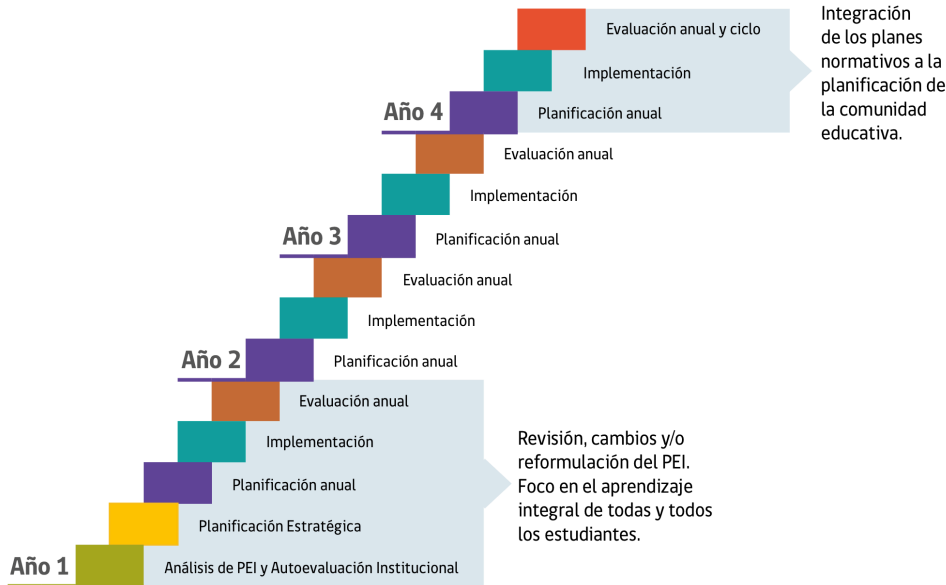 Evaluación anual y ciclo
Implementación
Año 4
Planificación anual
Integración
de los planes
normativos a la
planificación de
la comunidad
educativa.
Evaluación anual
Implementación
Año 3
Planificación anual
Evaluación anual
Implementación
Año 2
Planificación anual
Evaluación anual
Implementación
Planificación anual
Planificación Estratégica
Año 1
Análisis de PEI y Autoevaluación Institucional
Revisión, cambios y/o
reformulación del PEI.
Foco en el aprendizaje
integral de todas y todos
los estudiantes.